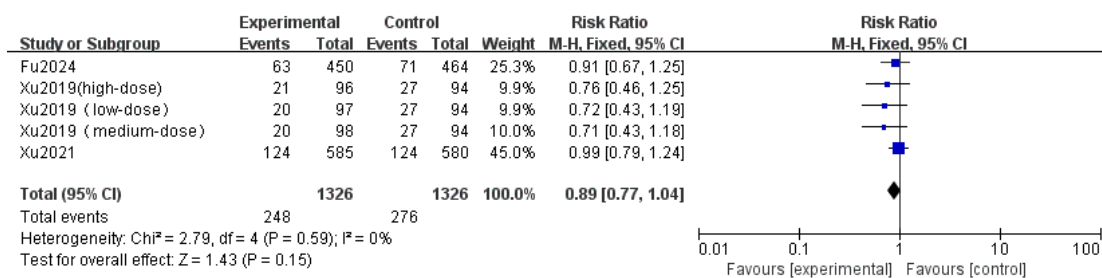 Experimental Control Risk Ratio Risk Ratio
Study or Subgroup Events Total Events Total Weight M-H, Fixed, 95% CI M-H, Fixed, 95% CI
Fu2024 63 450 71 464 25.3% 0.91 [0.67, 1.25]
Xu2019(high-dose) 21 96 27 94 9.9% 0.76 [0.46, 1.25]
Xu2019 (low-dose) 20 97 27 94 9.9% 0.72 [0.43, 1.19]
Xu2019 (medium-dose) 20 98 27 94 10.0% 0.71 [0.43, 1.18]
Xu2021 124 585 124 580 45.0% 0.99 [0.79, 1.24]
Total (95% CI) 1326 1326 100.0% 0.89 [0.77, 1.04]
Total events 248 276
Heterogeneity: Chi² = 2.79, df = 4 (P = 0.59); I² = 0%
Test for overall effect: Z = 1.43 (P = 0.15)
0.01 0.1 1 10 100
Favours [experimental] Favours [control]